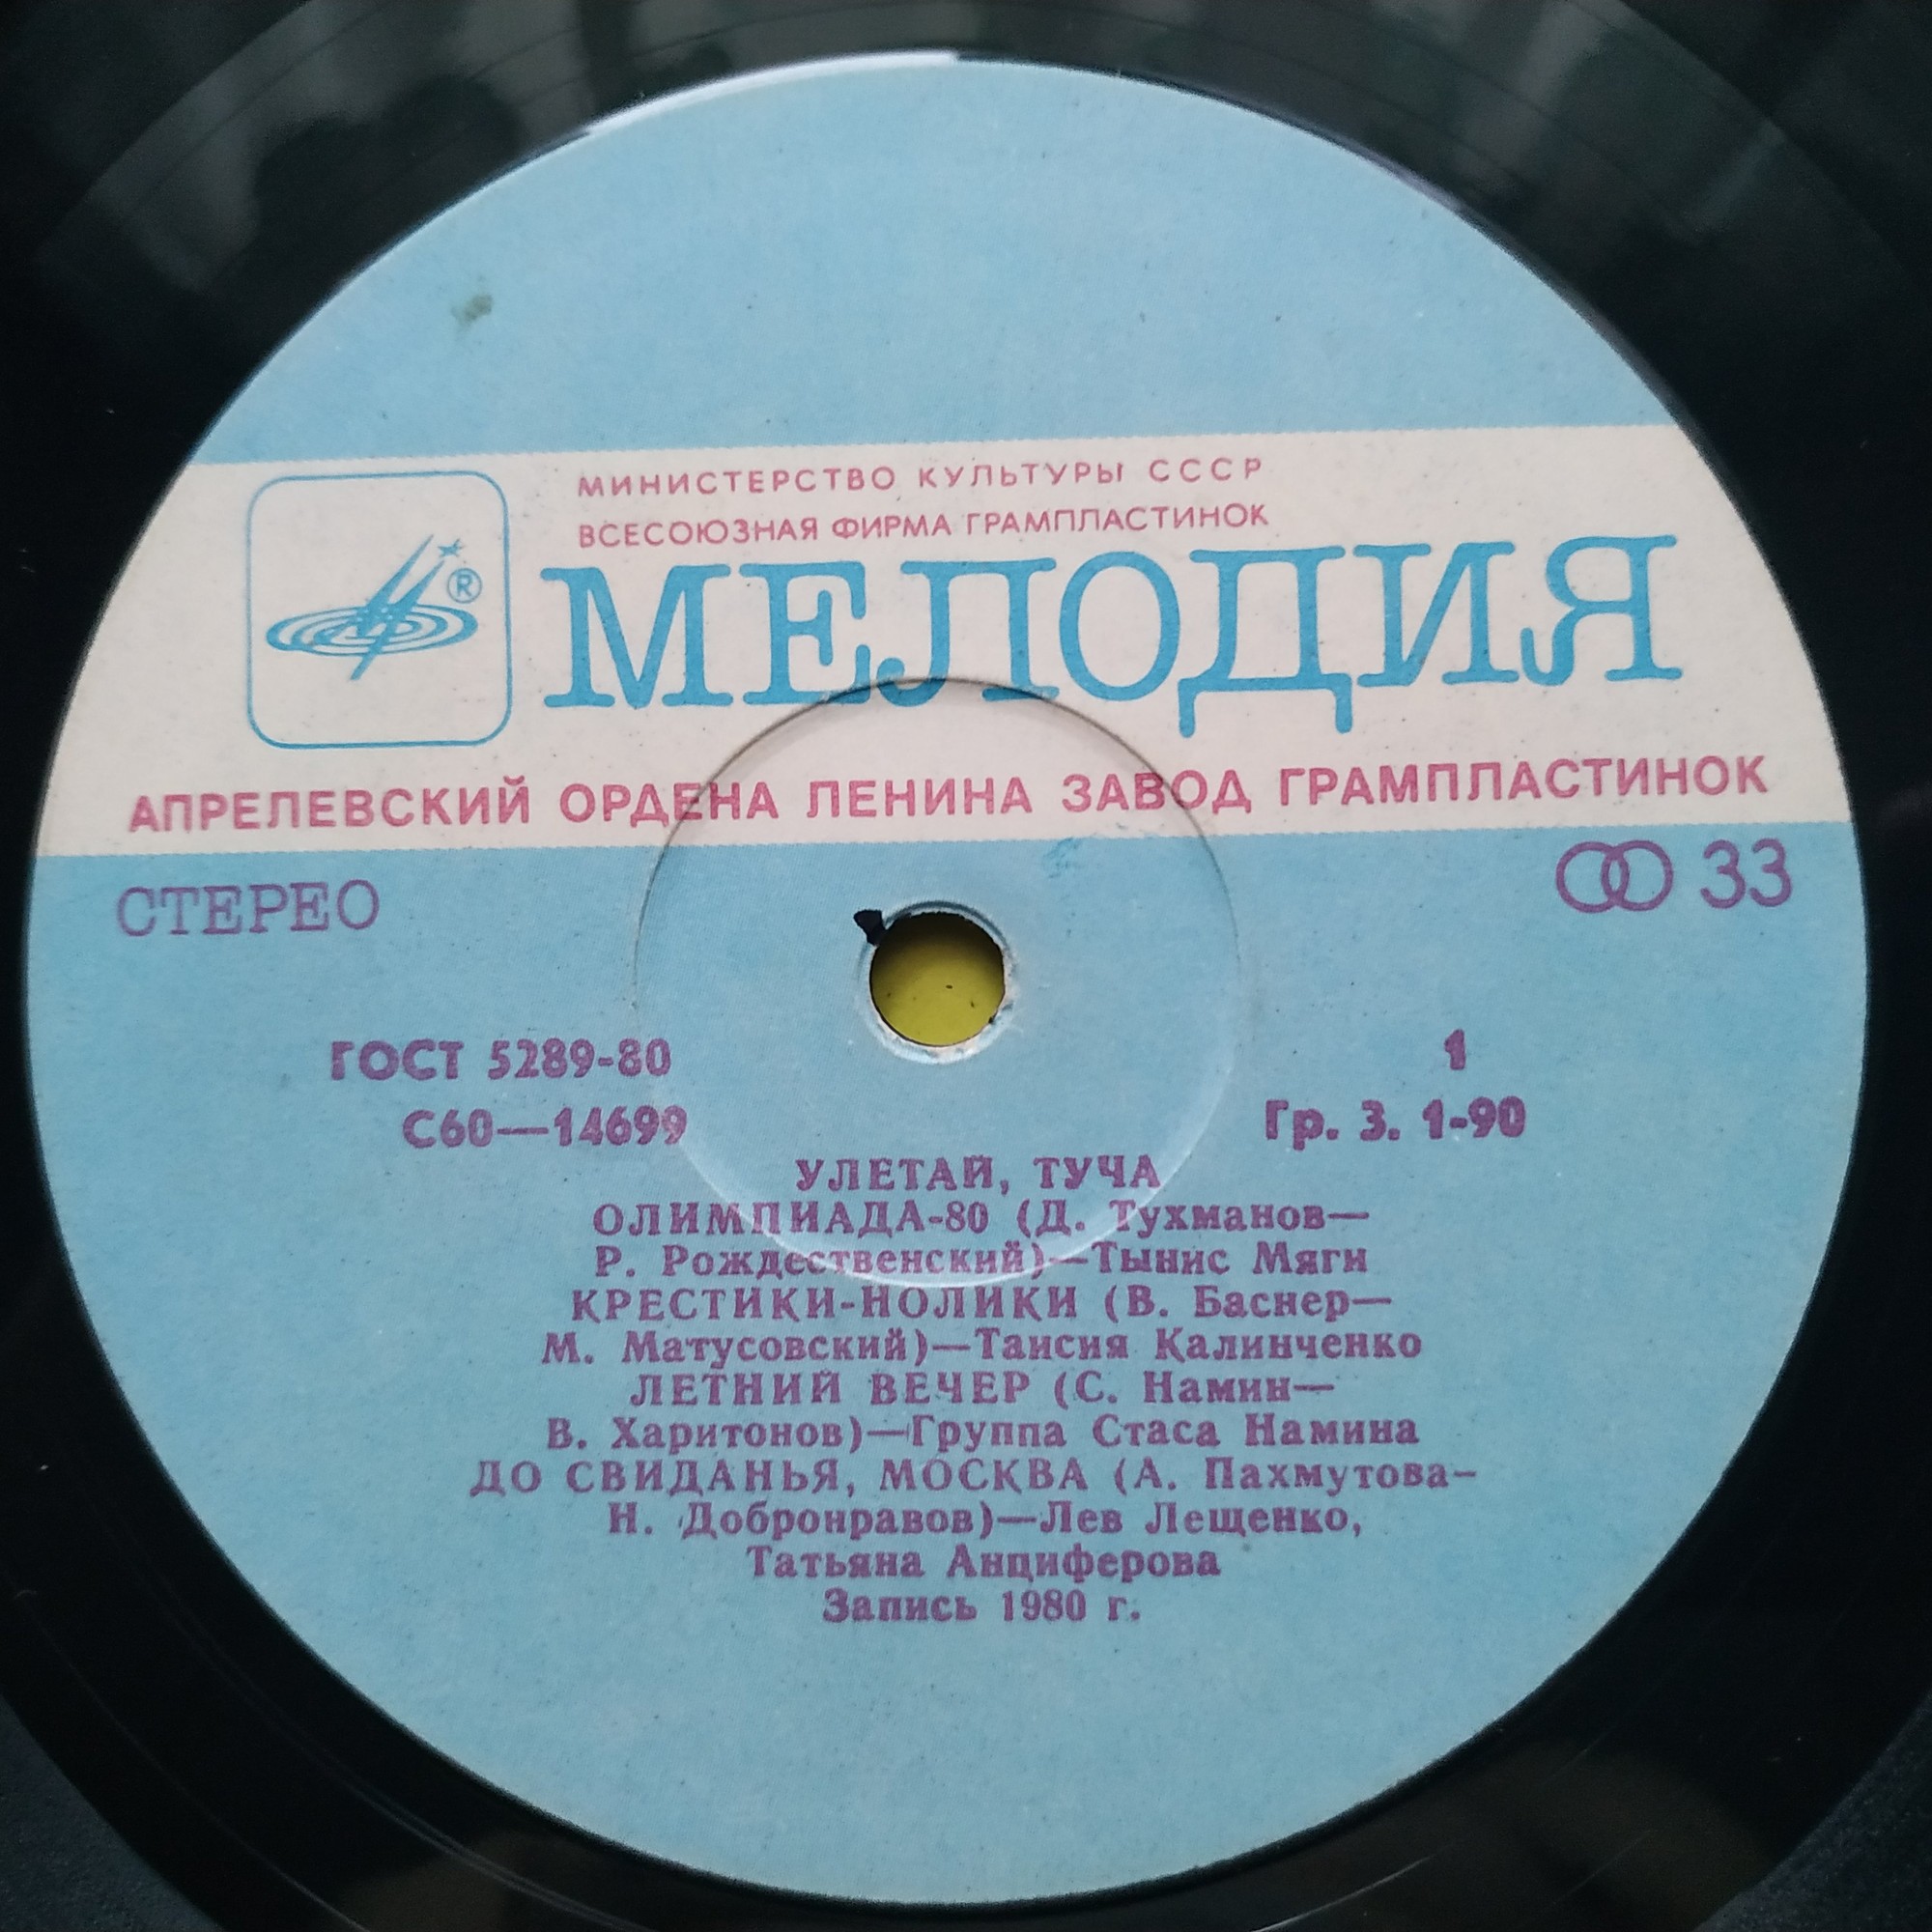 МИНИСТЕРСТВО КУЛЬТУРЫ СССР
ВСЕСОЮЗНАЯ ФИРМА ГРАМПЛАСТИНОК
®
МЕЛОДИЯ
АПРЕЛЕВСКИЙ ОРДЕНА ЛЕНИНА ЗАВОД ГРАМПЛАСТИНОК
СТЕРЕО 33
ГОСТ 5289-80 1
С60—14699 Гр. 3. 1-90
УЛЕТАЙ, ТУЧА
ОЛИМПИАДА-80 (Д. Тухманов—
Р. Рождественский)—Тынис Мяги
КРЕСТИКИ-НОЛИКИ (В. Баснер—
М. Матусовский)—Таисия Калинченко
ЛЕТНИЙ ВЕЧЕР (С. Намин—
В. Харитонов)—Группа Стаса Намина
ДО СВИДАНЬЯ, МОСКВА (А. Пахмутова-
Н. Добронравов)—Лев Лещенко,
Татьяна Анциферова
Запись 1980 г.